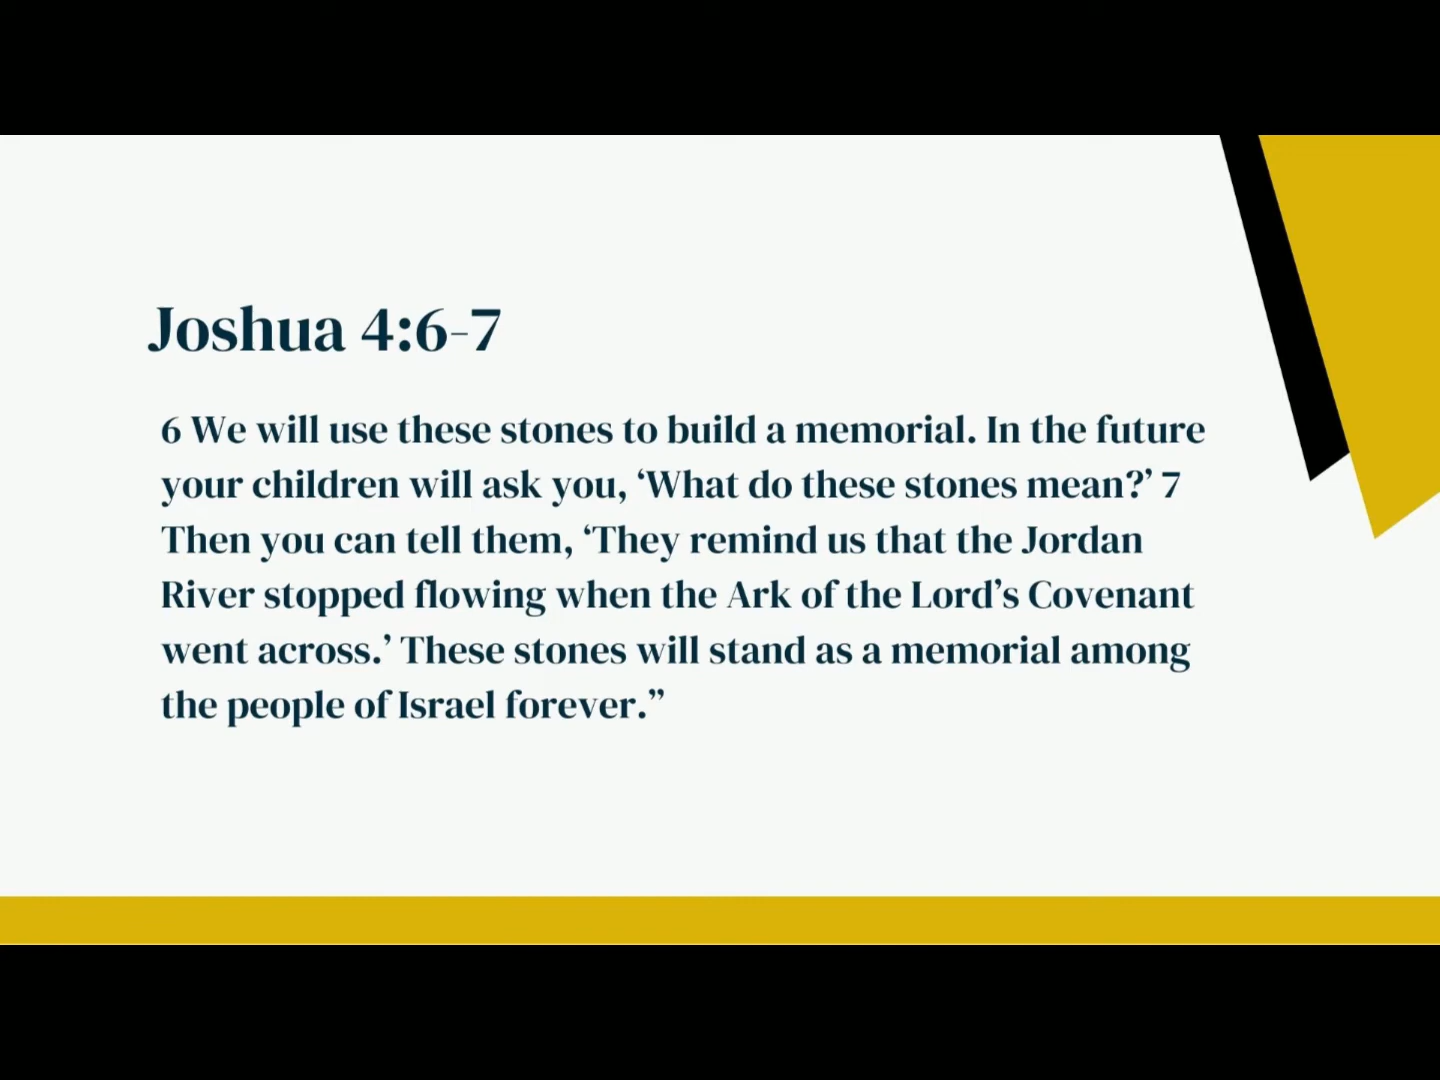 Joshua 4:6-7
6 We will use these stones to build a memorial. In the future
your children will ask you, ‘What do these stones mean?’ 7
Then you can tell them, ‘They remind us that the Jordan
River stopped flowing when the Ark of the Lord’s Covenant
went across.’ These stones will stand as a memorial among
the people of Israel forever.”